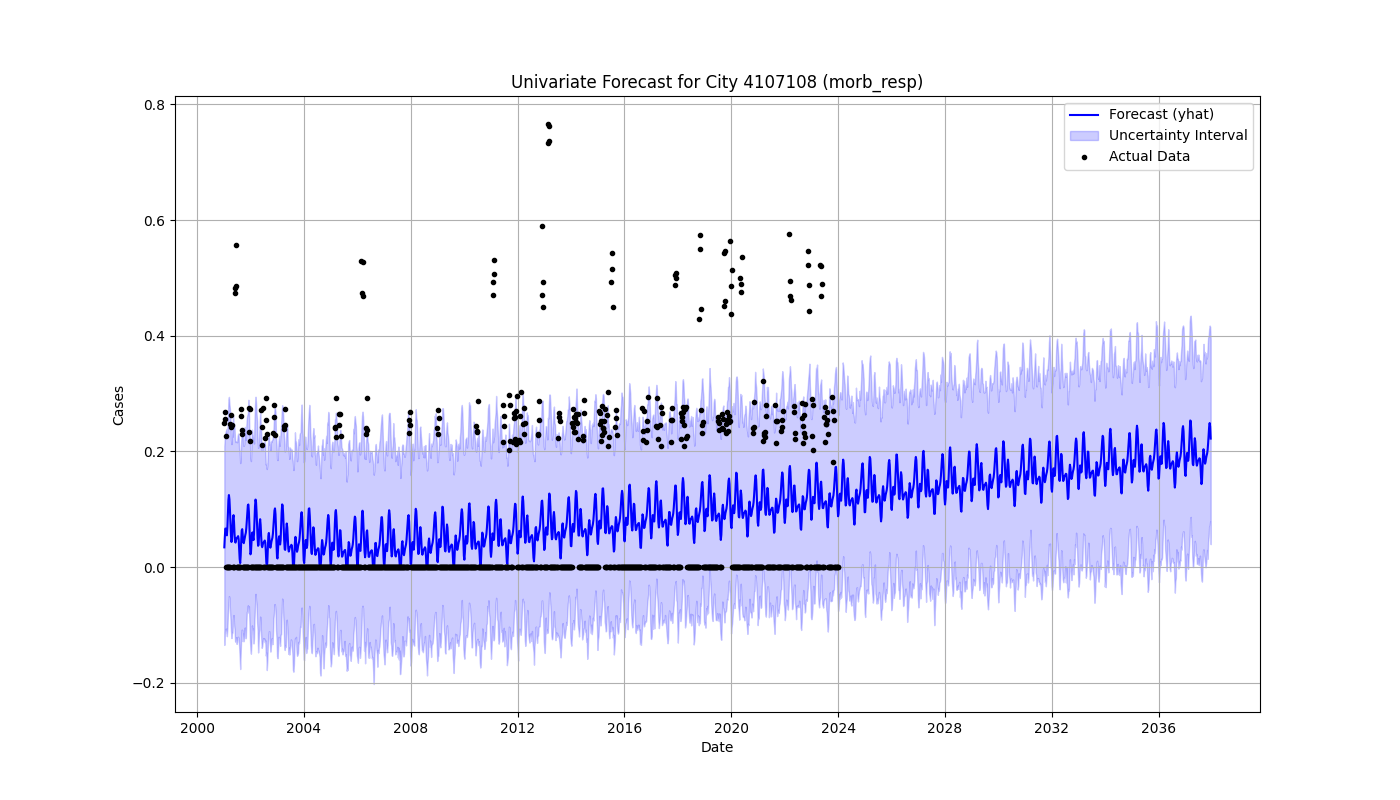 Univariate Forecast for City 4107108 (morb_resp)
Forecast (yhat)
Uncertainty Interval
Actual Data
Cases
0.8
0.6
0.4
0.2
0.0
−0.2
2000 2004 2008 2012 2016 2020 2024 2028 2032 2036
Date